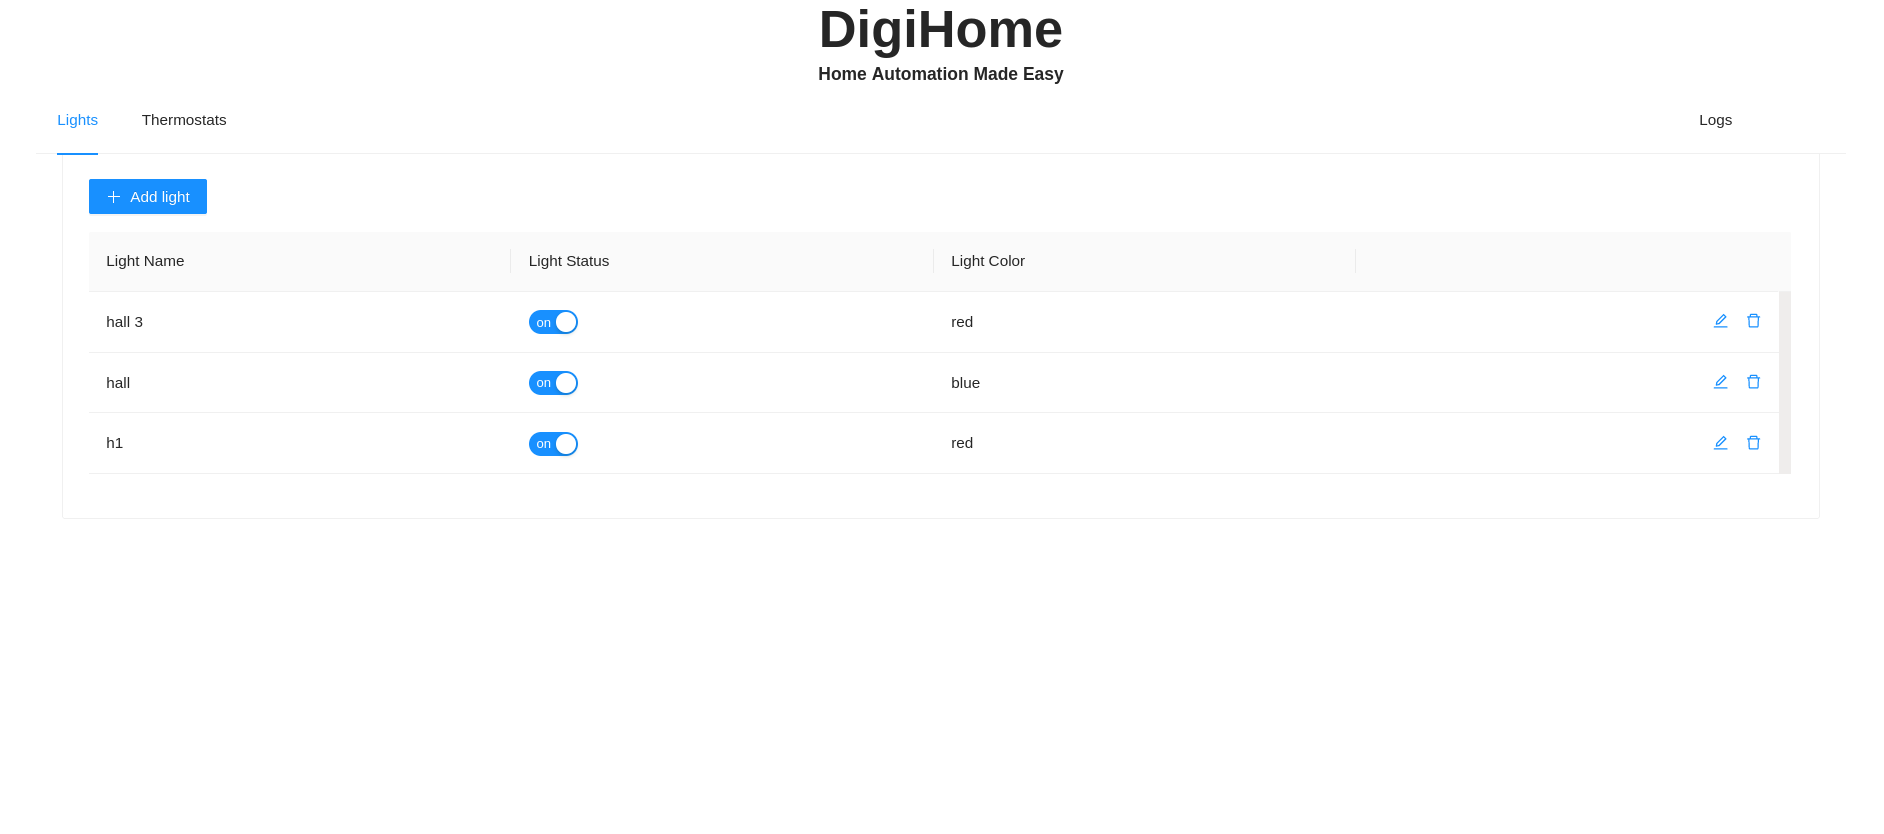 DigiHome
Home Automation Made Easy
Lights Thermostats Logs
Add light
Light Name Light Status Light Color
hall 3 on red
hall on blue
h1 on red